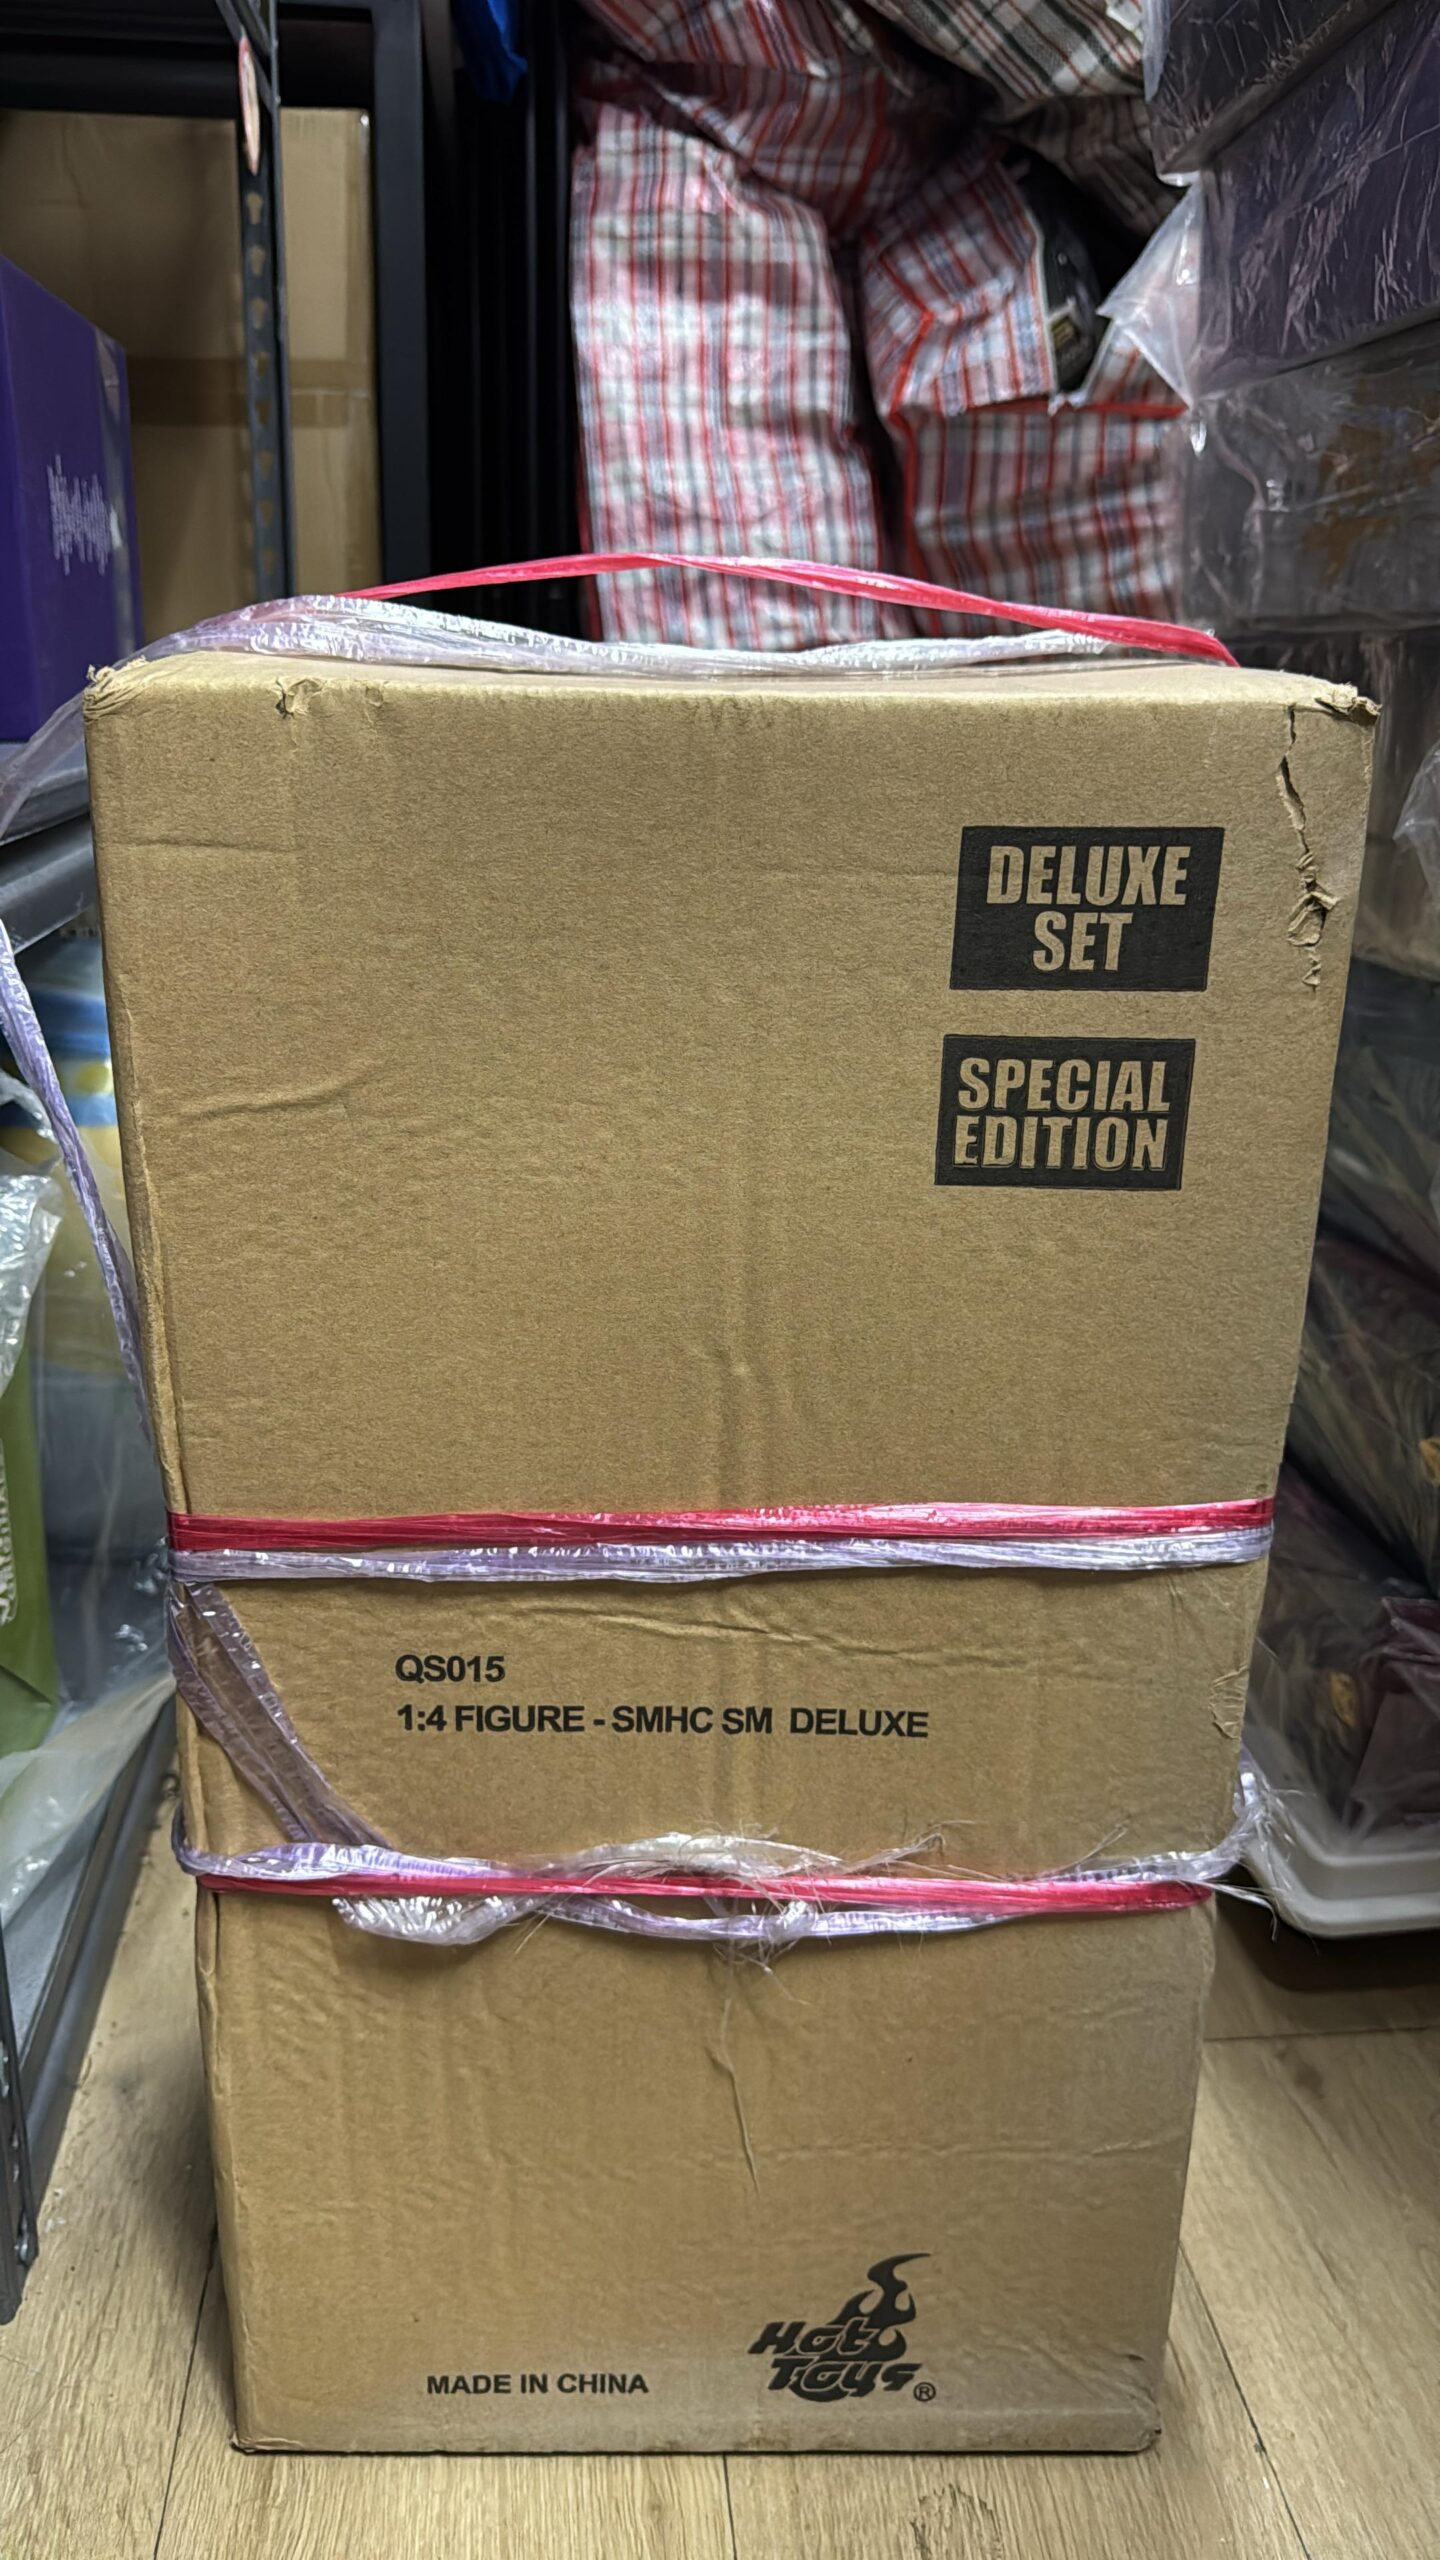 DELUXE
SET
SPECIAL
EDITION
QS015
1:4 FIGURE - SMHC SM DELUXE
MADE IN CHINA
Hot
Toys®